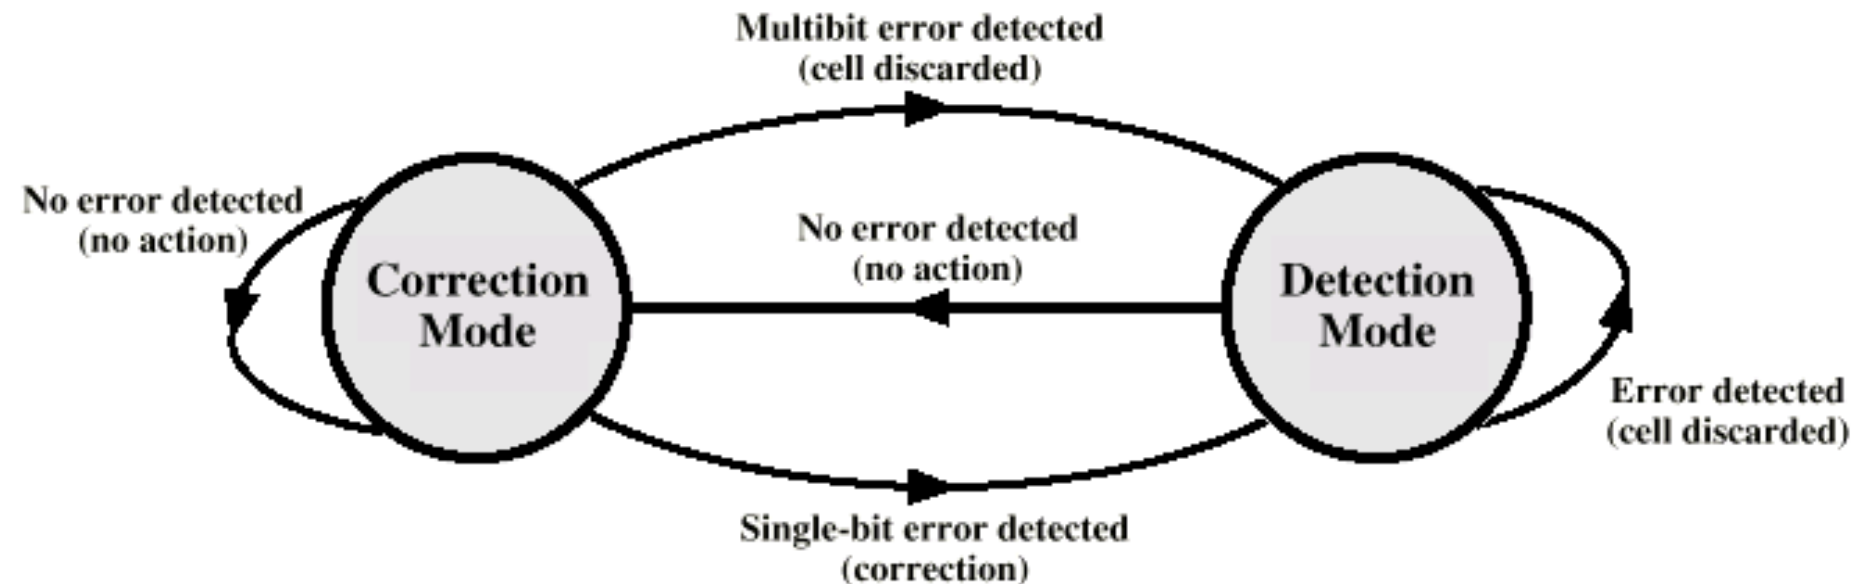 Multibit error detected
(cell discarded)
No error detected
(no action)
No error detected
(no action)
Correction
Mode
Detection
Mode
Error detected
(cell discarded)
Single-bit error detected
(correction)